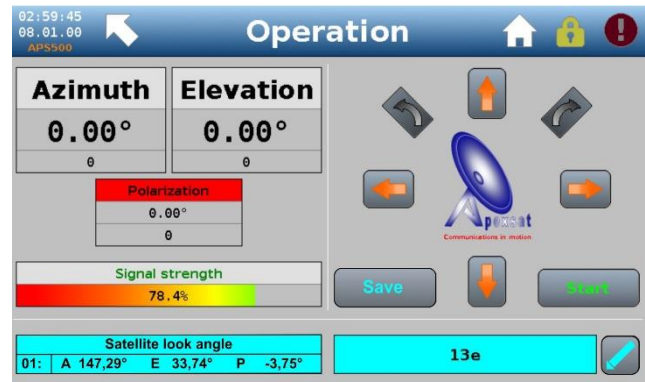 02:59:45
08.01.00
APS500
Operation
Azimuth
0.00°
0
Elevation
0.00°
0
Polarization
0.00°
0
Signal strength
78.4%
Apexsat
Communications in motion
Save
Start
Satellite look angle
01: A 147,29° E 33,74° P -3,75°
13e